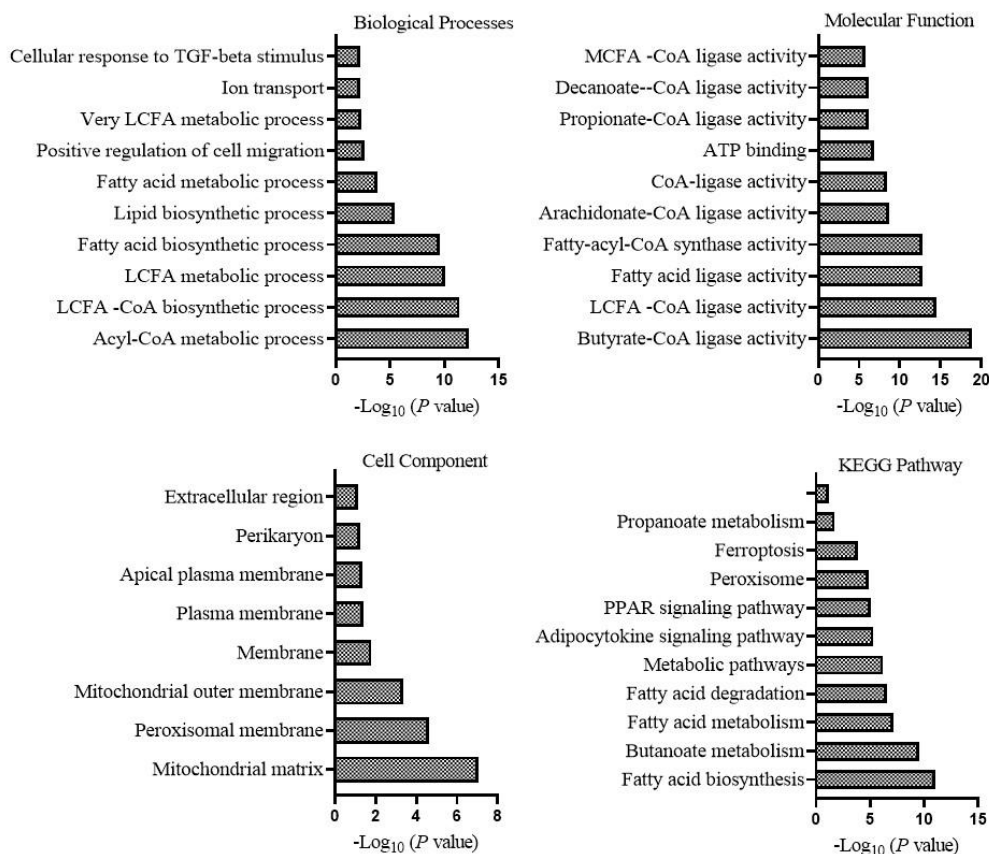 Biological Processes
Cellular response to TGF-beta stimulus
Ion transport
Very LCFA metabolic process
Positive regulation of cell migration
Fatty acid metabolic process
Lipid biosynthetic process
Fatty acid biosynthetic process
LCFA metabolic process
LCFA -CoA biosynthetic process
Acyl-CoA metabolic process
0 5 10 15
-Log10 (P value)
Molecular Function
MCFA -CoA ligase activity
Decanoate--CoA ligase activity
Propionate-CoA ligase activity
ATP binding
CoA-ligase activity
Arachidonate-CoA ligase activity
Fatty-acyl-CoA synthase activity
Fatty acid ligase activity
LCFA -CoA ligase activity
Butyrate-CoA ligase activity
0 5 10 15 20
-Log10 (P value)
Cell Component
Extracellular region
Perikaryon
Apical plasma membrane
Plasma membrane
Membrane
Mitochondrial outer membrane
Peroxisomal membrane
Mitochondrial matrix
0 2 4 6 8
-Log10 (P value)
KEGG Pathway
Propanoate metabolism
Ferroptosis
Peroxisome
PPAR signaling pathway
Adipocytokine signaling pathway
Metabolic pathways
Fatty acid degradation
Fatty acid metabolism
Butanoate metabolism
Fatty acid biosynthesis
0 5 10 15
-Log10 (P value)